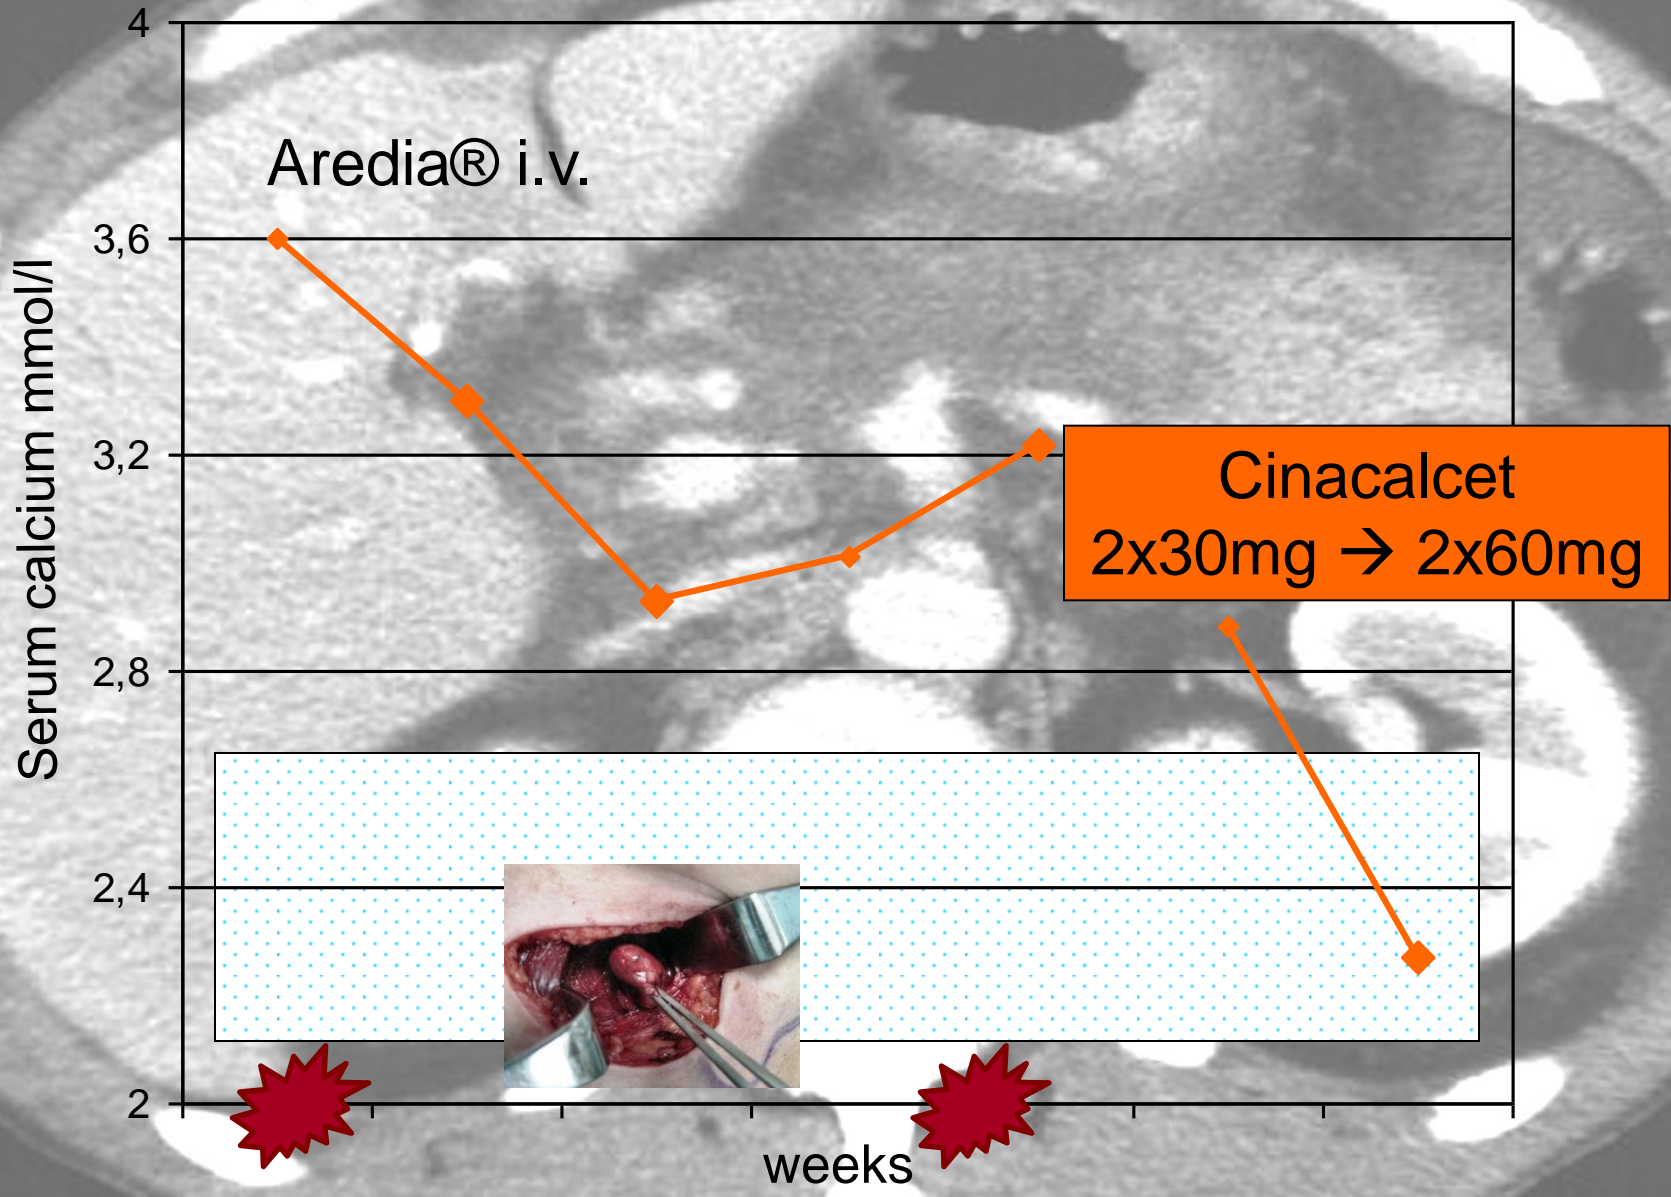 4
Aredia® i.v.
3,6
Serum calcium mmol/l
3,2
Cinacalcet
2x30mg → 2x60mg
2,8
2,4
2
weeks